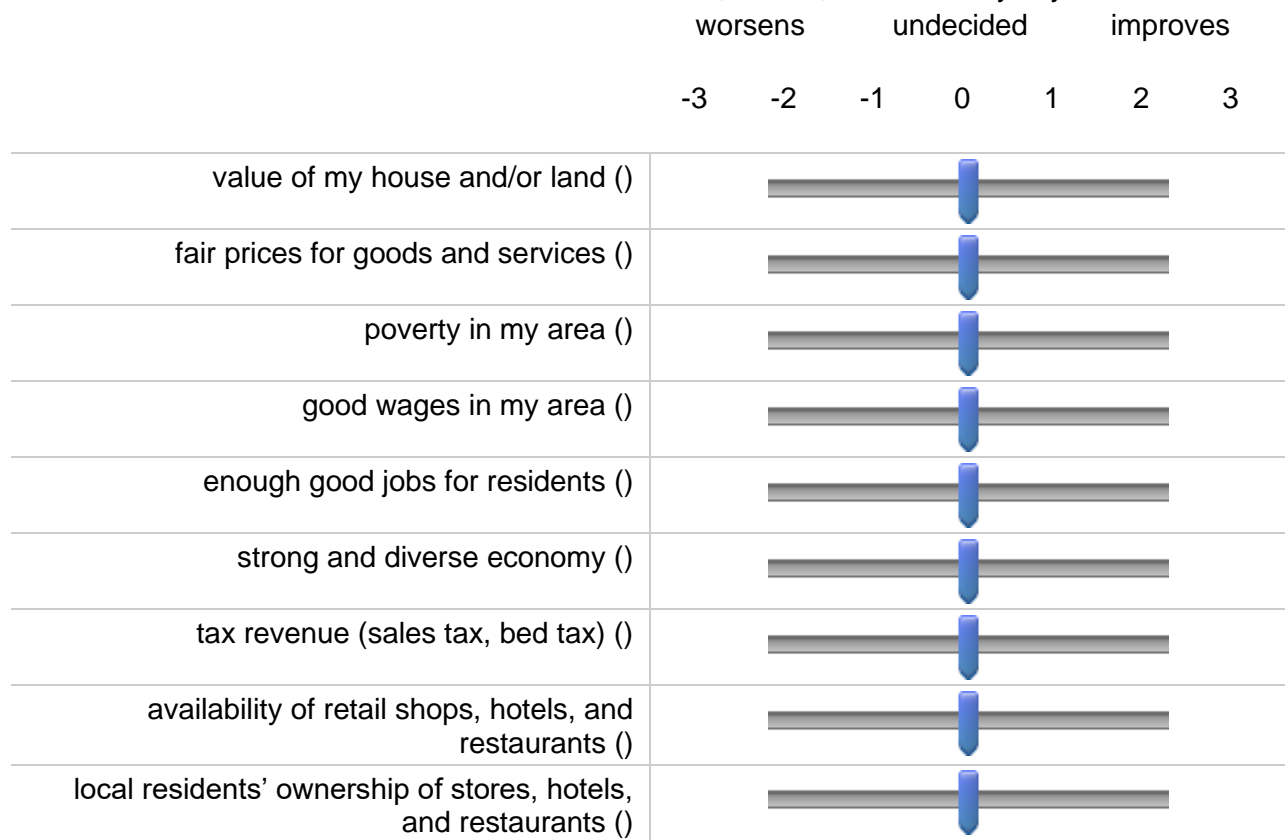 worsens undecided improves
-3 -2 -1 0 1 2 3
value of my house and/or land ()
fair prices for goods and services ()
poverty in my area ()
good wages in my area ()
enough good jobs for residents ()
strong and diverse economy ()
tax revenue (sales tax, bed tax) ()
availability of retail shops, hotels, and
restaurants ()
local residents’ ownership of stores, hotels,
and restaurants ()